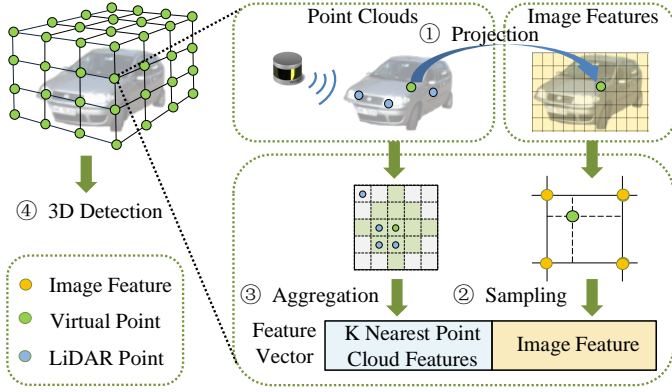 Point Clouds
Image Features
① Projection
④ 3D Detection
③ Aggregation
② Sampling
Image Feature
Virtual Point
LiDAR Point
Feature
Vector
K Nearest Point
Cloud Features
Image Feature